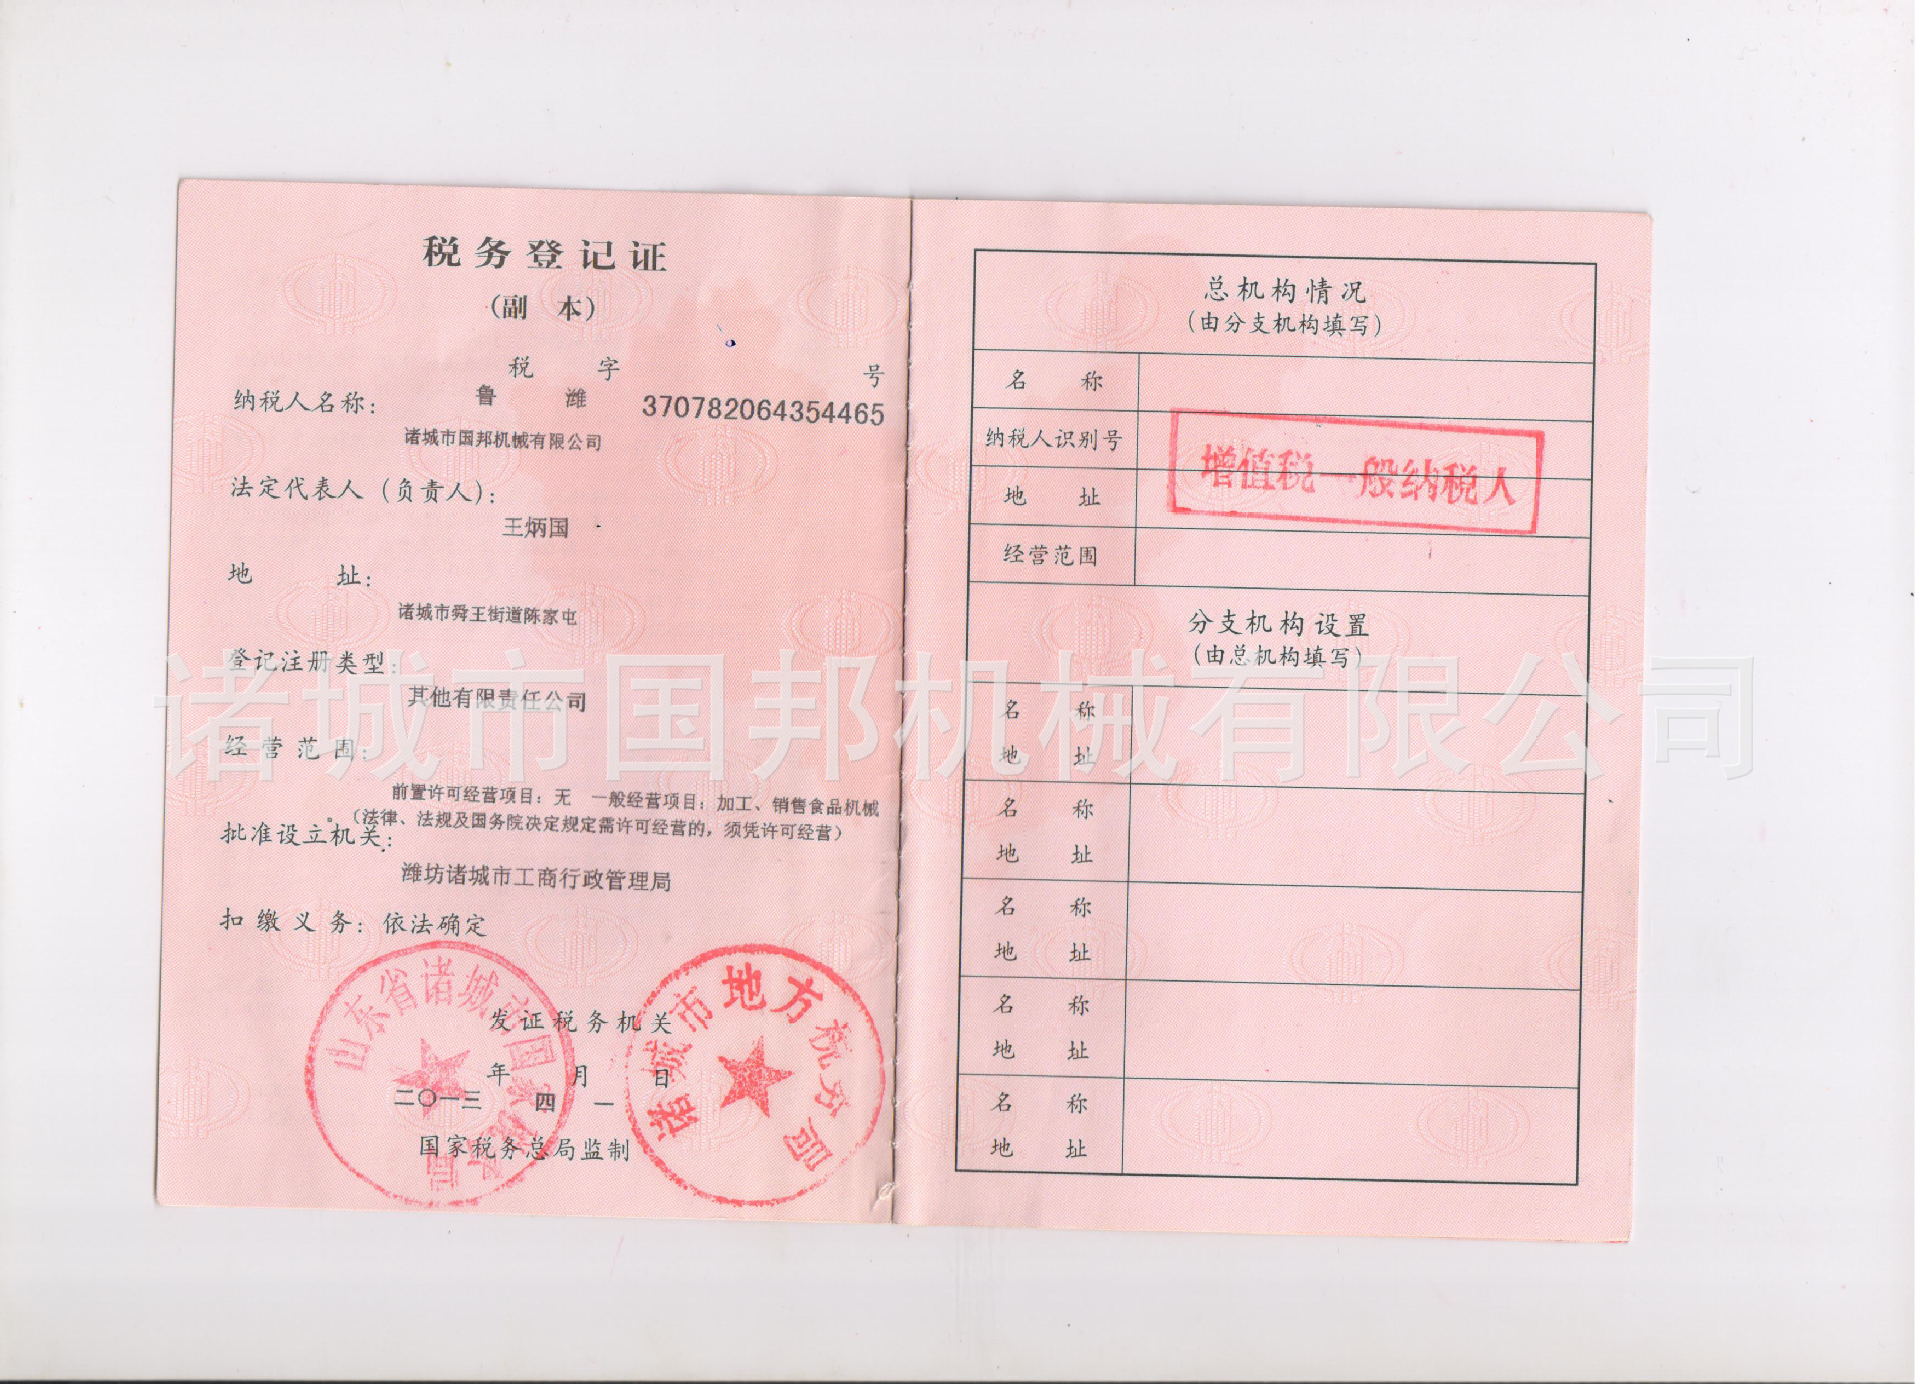 税务登记证
(副 本)
税 字 号
鲁 潍 370782064354465
纳税人名称:
诸城市国邦机械有限公司
法定代表人(负责人):
王炳国
地 址:
诸城市舜王街道陈家屯
登记注册类型:
其他有限责任公司
经营范围:
前置许可经营项目:无 一般经营项目:加工、销售食品机械
。(法律、法规及国务院决定规定需许可经营的,须凭许可经营)
批准设立机关:
潍坊诸城市工商行政管理局
扣缴义务:依法确定
发证税务机关
年 月 日
二〇一三 四 一
国家税务总局监制
山东省诸城市国家税务局
诸城市地方税务局
总机构情况
(由分支机构填写)
名 称
纳税人识别号
地 址
经营范围
增值税一般纳税人
分支机构设置
(由总机构填写)
名 称
地 址
名 称
地 址
名 称
地 址
名 称
地 址
名 称
地 址
诸城市国邦机械有限公司